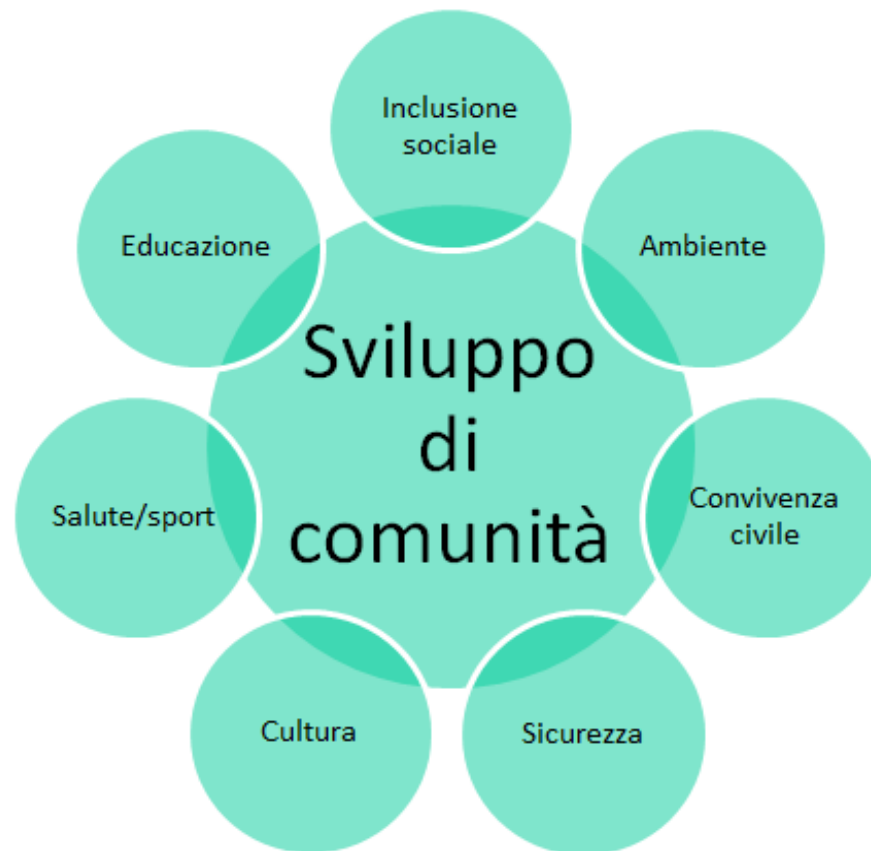 Inclusione
sociale
Ambiente
Convivenza
civile
Sicurezza
Cultura
Salute/sport
Educazione
Sviluppo
di
comunità